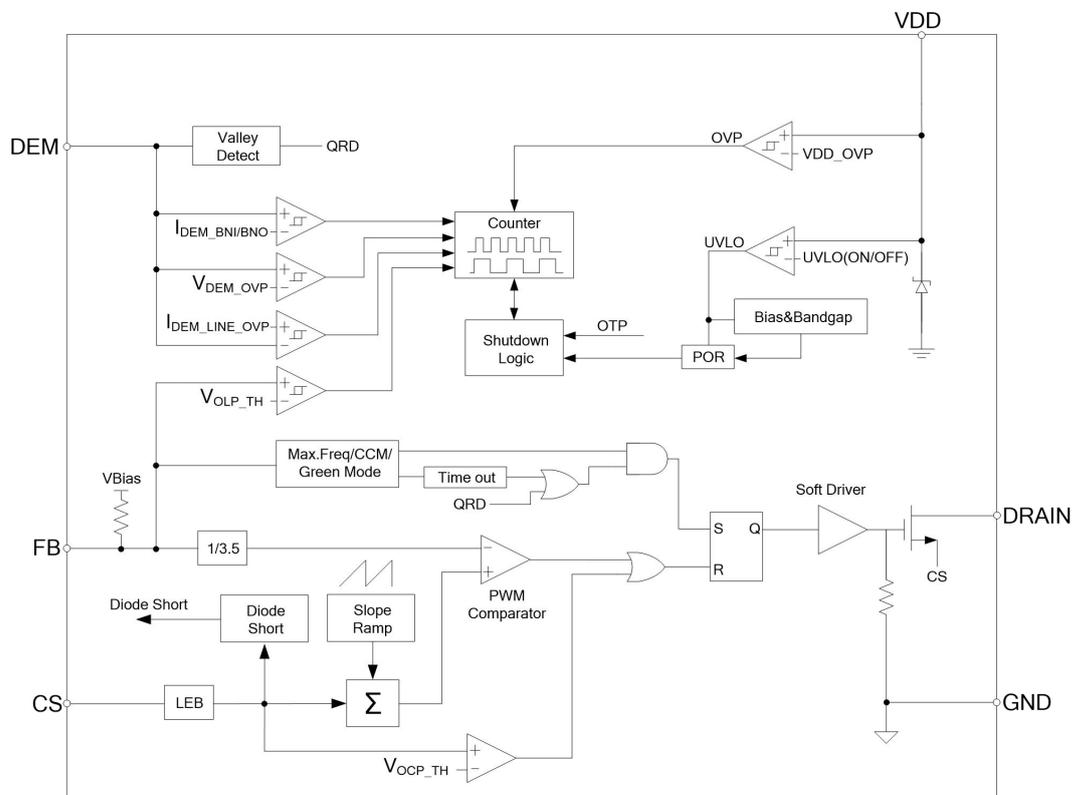 VDD
DEM
Valley
Detect
QRD
OVP
+
−
VDD_OVP
Counter
IDEM_BNI/BNO
+
−
UVLO
+
−
UVLO(ON/OFF)
VDEM_OVP
+
−
IDEM_LINE_OVP
+
−
Shutdown
Logic
OTP
Bias&Bandgap
POR
VOLP_TH
+
−
Max.Freq/CCM/
Green Mode
Time out
QRD
VBias
Soft Driver
S
Q
R
DRAIN
CS
FB
1/3.5
−
+
PWM
Comparator
Diode Short
Diode
Short
Slope
Ramp
CS
LEB
Σ
GND
VOCP_TH
+
−